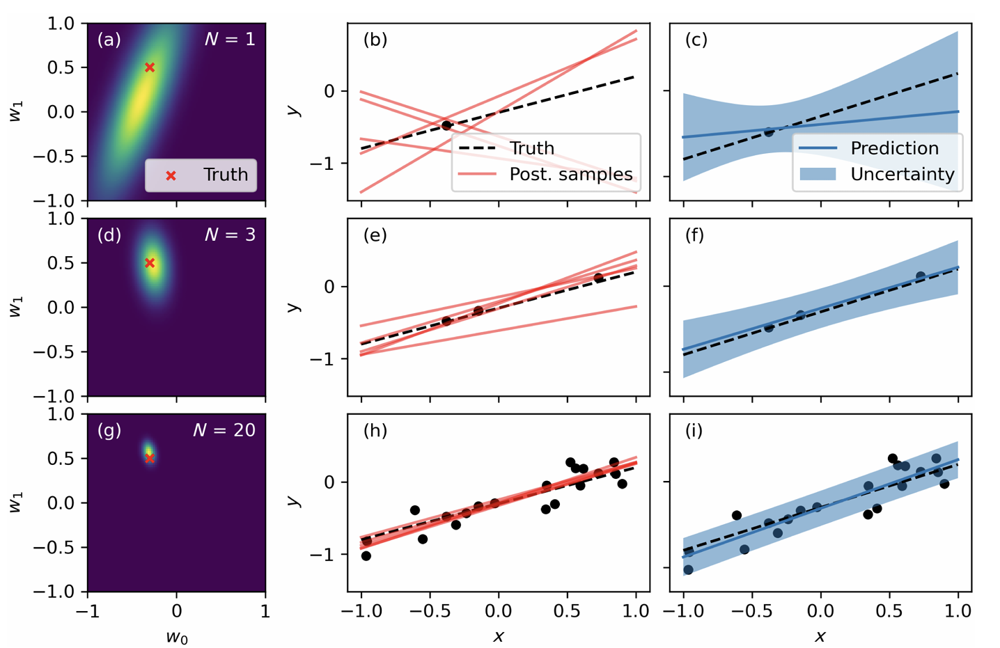 (a) N = 1
1.0
0.5
0.0
−0.5
−1.0
w1
Truth
(b)
0
−1
y
Truth
Post. samples
(c)
Prediction
Uncertainty
(d) N = 3
1.0
0.5
0.0
−0.5
−1.0
w1
(e)
0
−1
y
(f)
(g) N = 20
1.0
0.5
0.0
−0.5
−1.0
w1
−1 0 1
w0
(h)
0
−1
y
−1.0 −0.5 0.0 0.5 1.0
x
(i)
−1.0 −0.5 0.0 0.5 1.0
x